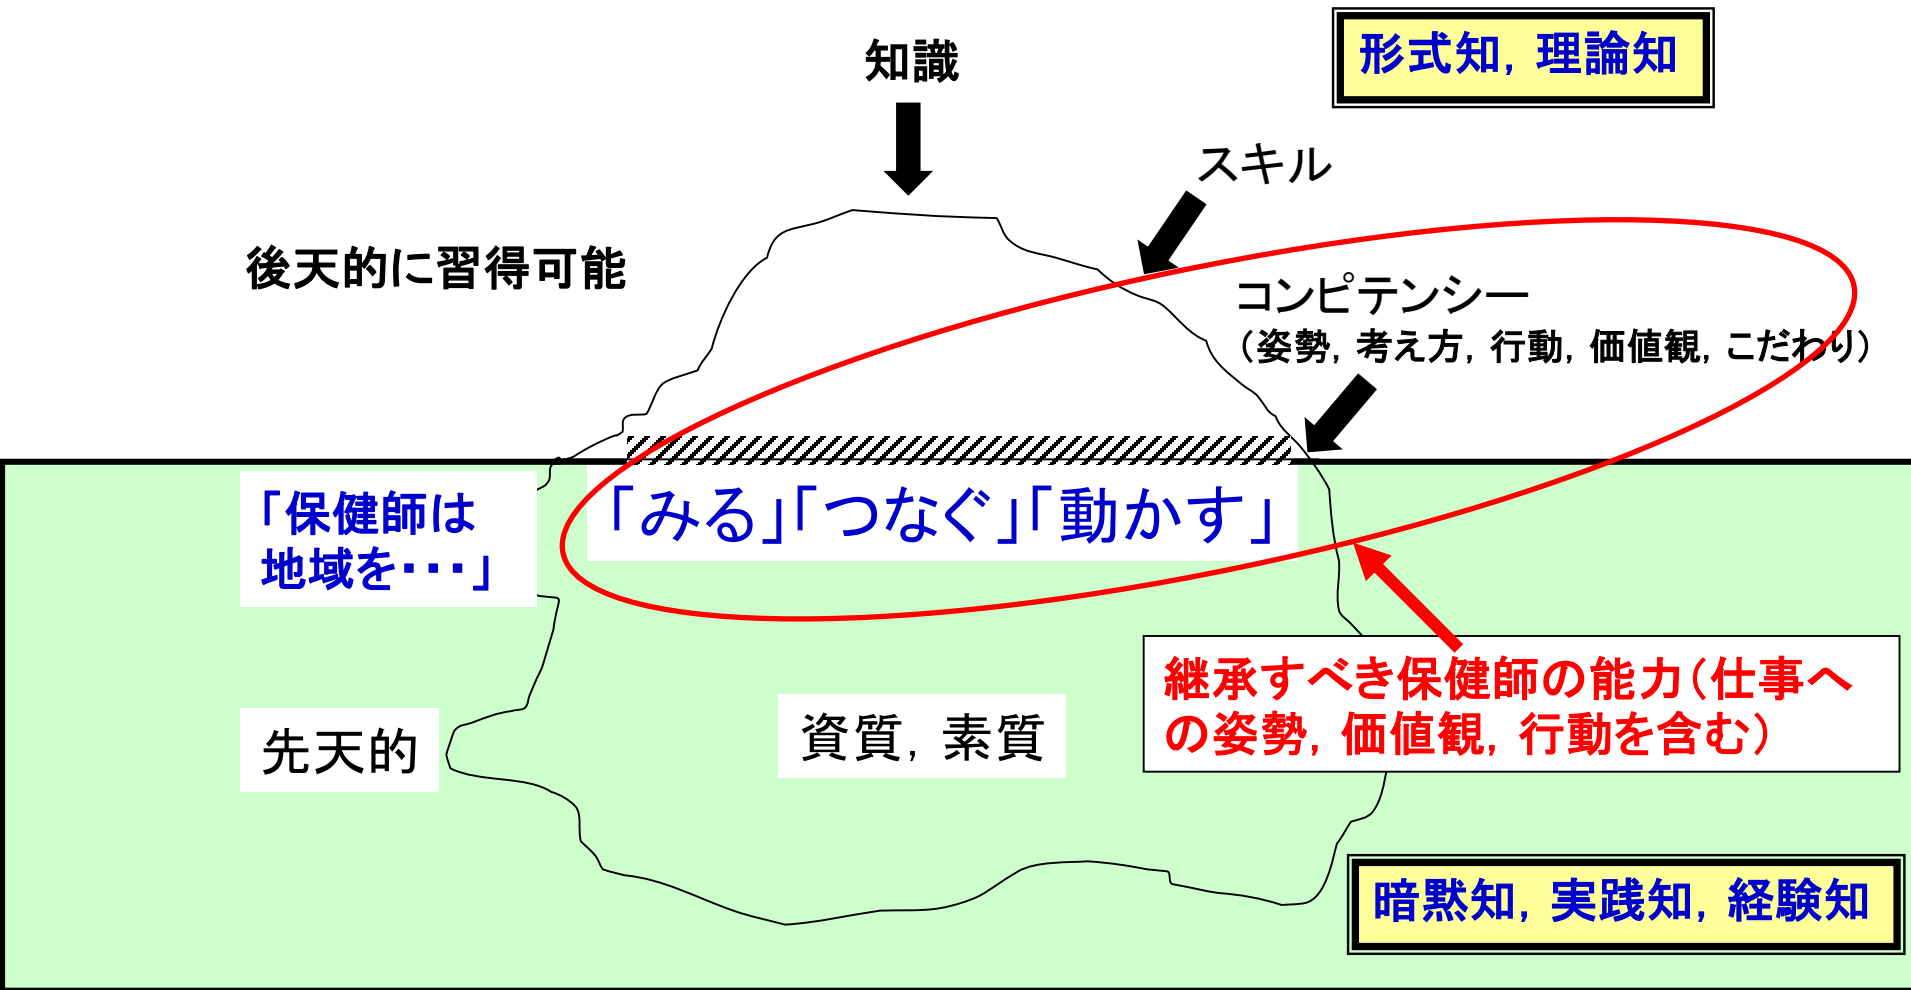 知識
形式知，理論知
スキル
後天的に習得可能
コンピテンシー
（姿勢，考え方，行動，価値観，こだわり）
「保健師は
地域を・・・」
「みる」「つなぐ」「動かす」
継承すべき保健師の能力（仕事へ
の姿勢，価値観，行動を含む）
先天的
資質，素質
暗黙知，実践知，経験知